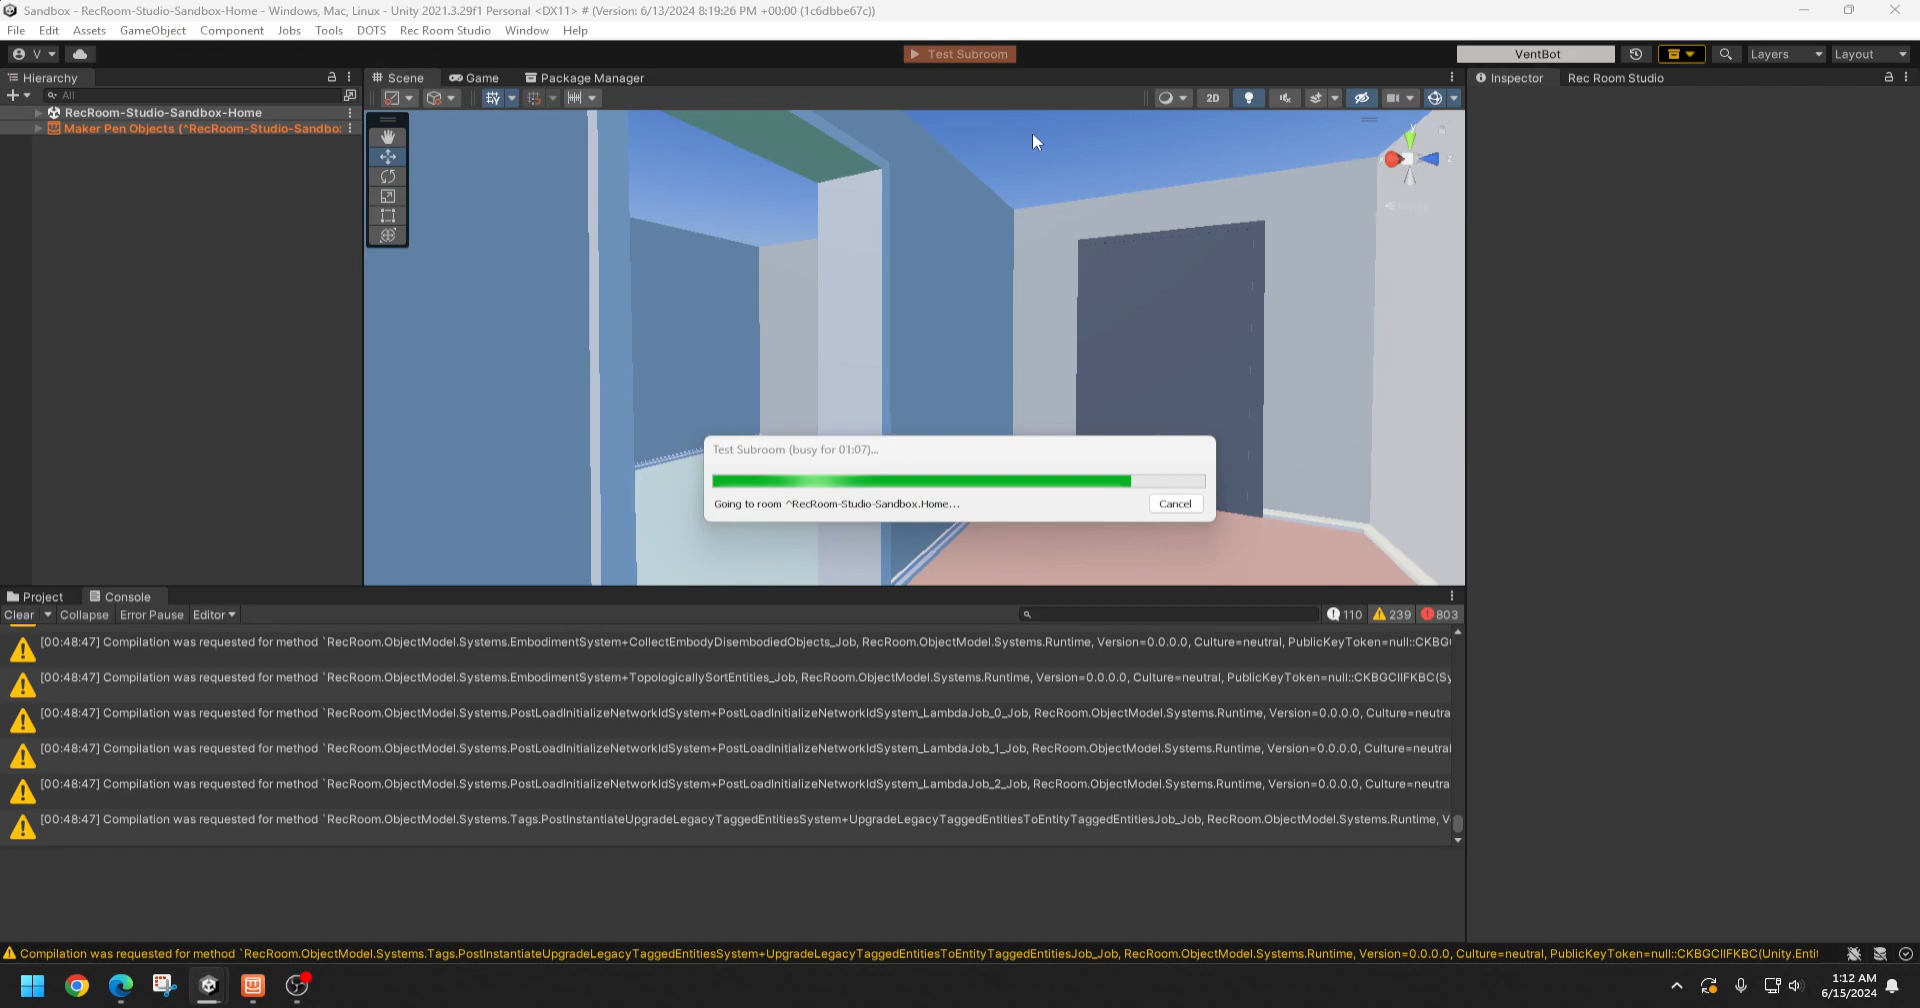 Sandbox - RecRoom-Studio-Sandbox-Home - Windows, Mac, Linux - Unity 2021.3.29f1 Personal <DX11> # (Version: 6/13/2024 8:19:26 PM +00:00 (1c6dbbe67c))
File Edit Assets GameObject Component Jobs Tools DOTS Rec Room Studio Window Help
V Test Subroom VentBot Layers Layout
Hierarchy Scene Game Package Manager Inspector Rec Room Studio
All 2D
RecRoom-Studio-Sandbox-Home
Maker Pen Objects (^RecRoom-Studio-Sandbo
Test Subroom (busy for 01:07)...
Going to room ^RecRoom-Studio-Sandbox.Home... Cancel
Project Console
Clear Collapse Error Pause Editor 110 239 803
[00:48:47] Compilation was requested for method `RecRoom.ObjectModel.Systems.EmbodimentSystem+CollectEmbodyDisembodiedObjects_Job, RecRoom.ObjectModel.Systems.Runtime, Version=0.0.0.0, Culture=neutral, PublicKeyToken=null::CKBG
[00:48:47] Compilation was requested for method `RecRoom.ObjectModel.Systems.EmbodimentSystem+TopologicallySortEntities_Job, RecRoom.ObjectModel.Systems.Runtime, Version=0.0.0.0, Culture=neutral, PublicKeyToken=null::CKBGCIIFKBC(Sy
[00:48:47] Compilation was requested for method `RecRoom.ObjectModel.Systems.PostLoadInitializeNetworkIdSystem+PostLoadInitializeNetworkIdSystem_LambdaJob_0_Job, RecRoom.ObjectModel.Systems.Runtime, Version=0.0.0.0, Culture=neutra
[00:48:47] Compilation was requested for method `RecRoom.ObjectModel.Systems.PostLoadInitializeNetworkIdSystem+PostLoadInitializeNetworkIdSystem_LambdaJob_1_Job, RecRoom.ObjectModel.Systems.Runtime, Version=0.0.0.0, Culture=neutral
[00:48:47] Compilation was requested for method `RecRoom.ObjectModel.Systems.PostLoadInitializeNetworkIdSystem+PostLoadInitializeNetworkIdSystem_LambdaJob_2_Job, RecRoom.ObjectModel.Systems.Runtime, Version=0.0.0.0, Culture=neutra
[00:48:47] Compilation was requested for method `RecRoom.ObjectModel.Systems.Tags.PostInstantiateUpgradeLegacyTaggedEntitiesSystem+UpgradeLegacyTaggedEntitiesToEntityTaggedEntitiesJob_Job, RecRoom.ObjectModel.Systems.Runtime, V
Compilation was requested for method `RecRoom.ObjectModel.Systems.Tags.PostInstantiateUpgradeLegacyTaggedEntitiesSystem+UpgradeLegacyTaggedEntitiesToEntityTaggedEntitiesJob_Job, RecRoom.ObjectModel.Systems.Runtime, Version=0.0.0.0, Culture=neutral, PublicKeyToken=null::CKBGCIIFKBC(Unity.Enti
1:12 AM
6/15/2024